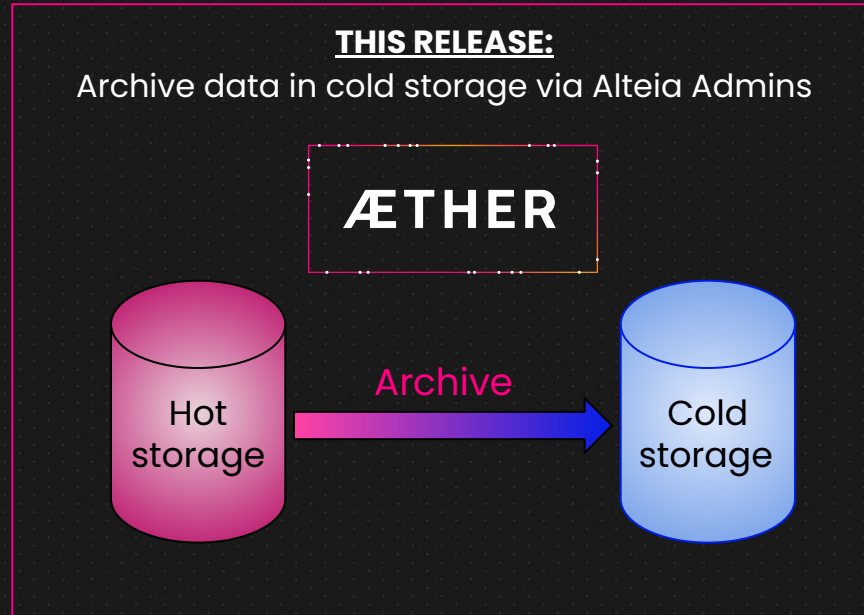 THIS RELEASE:
Archive data in cold storage via Alteia Admins
ÆTHER
Archive
Hot
storage
Cold
storage